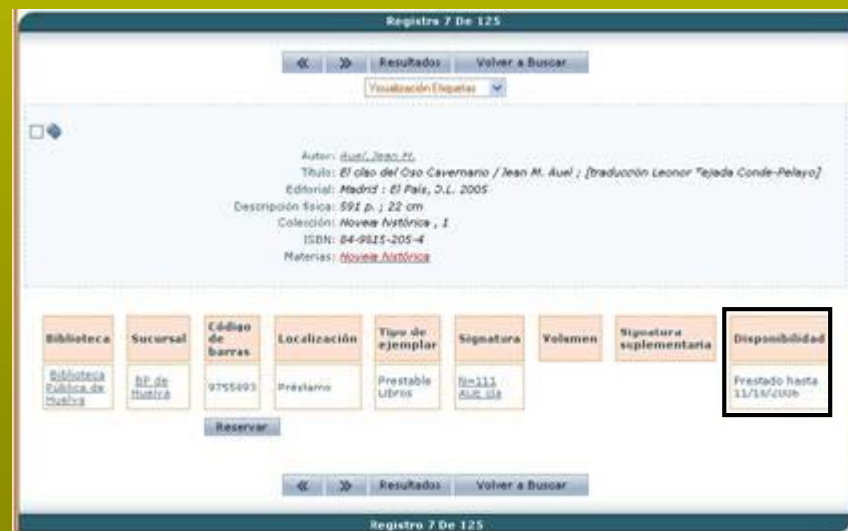 Registro 7 De 125
Resultados Volver a Buscar
Visualización Etiquetas
Autor: Auel, Jean M.
Título: El clan del Oso Cavernario / Jean M. Auel ; [traducción Leonor Tejada Conde-Pelayo]
Editorial: Madrid : El País, D.L. 2005
Descripción física: 591 p. ; 22 cm
Colección: Novela histórica , 1
ISBN: 84-9815-205-4
Materias: Novela histórica
Biblioteca Sucursal Código de barras Localización Tipo de ejemplar Signatura Volumen Signatura suplementaria Disponibilidad
Biblioteca Pública de Huelva BP de Huelva Préstamo Prestable Libros N-111 AUE cla Prestado hasta
Reservar
Resultados Volver a Buscar
Registro 7 De 125